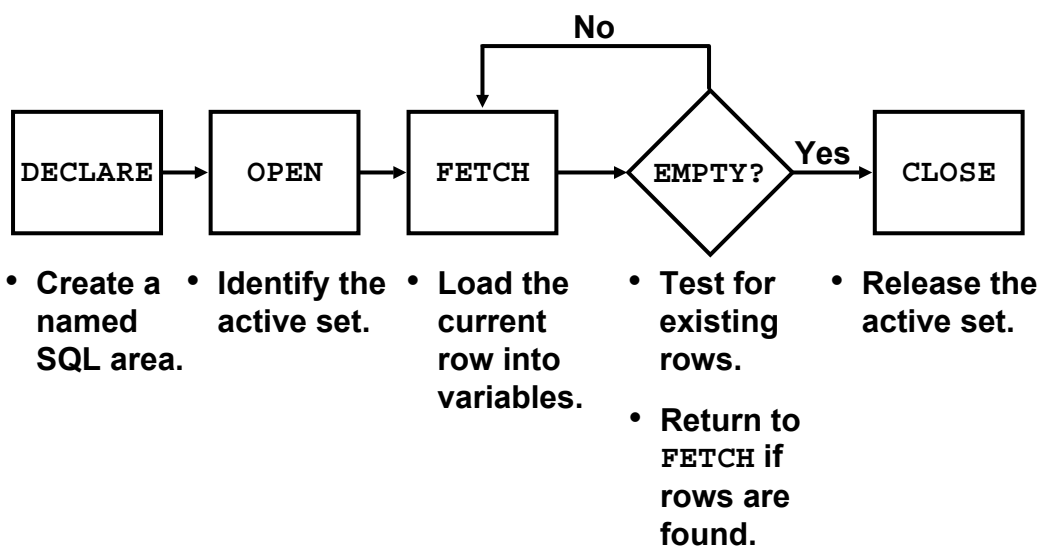 No
DECLARE
OPEN
FETCH
EMPTY?
Yes
CLOSE
• Create a
named
SQL area.
• Identify the
active set.
• Load the
current
row into
variables.
• Test for
existing
rows.
• Return to
FETCH if
rows are
found.
• Release the
active set.